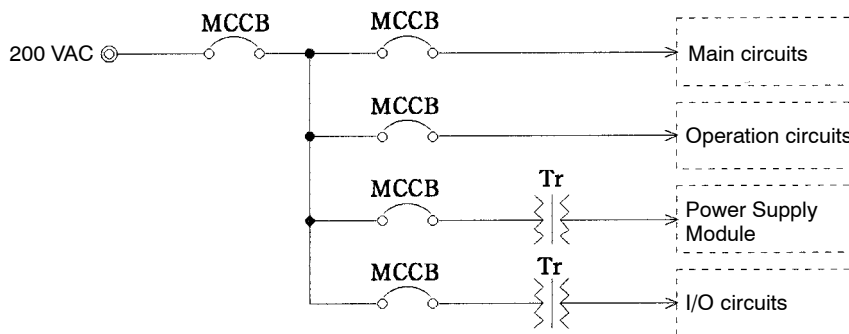 MCCB
MCCB
200 VAC
Main circuits
MCCB
Operation circuits
MCCB
Tr
Power Supply
Module
MCCB
Tr
I/O circuits